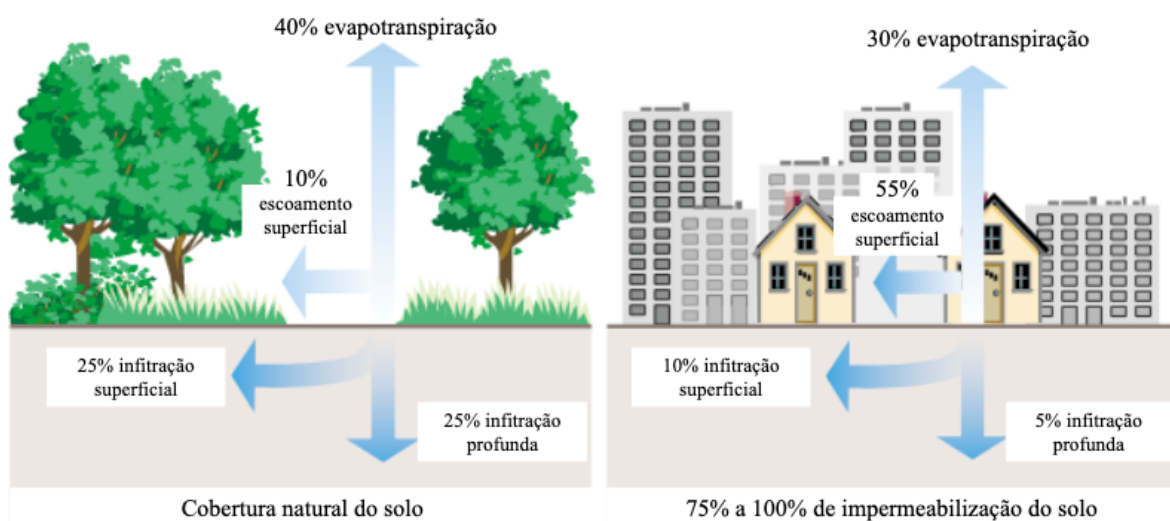 40% evapotranspiração
10%
escoamento
superficial
25% infitração
superficial
25% infitração
profunda
Cobertura natural do solo
30% evapotranspiração
55%
escoamento
superficial
10% infitração
superficial
5% infitração
profunda
75% a 100% de impermeabilização do solo